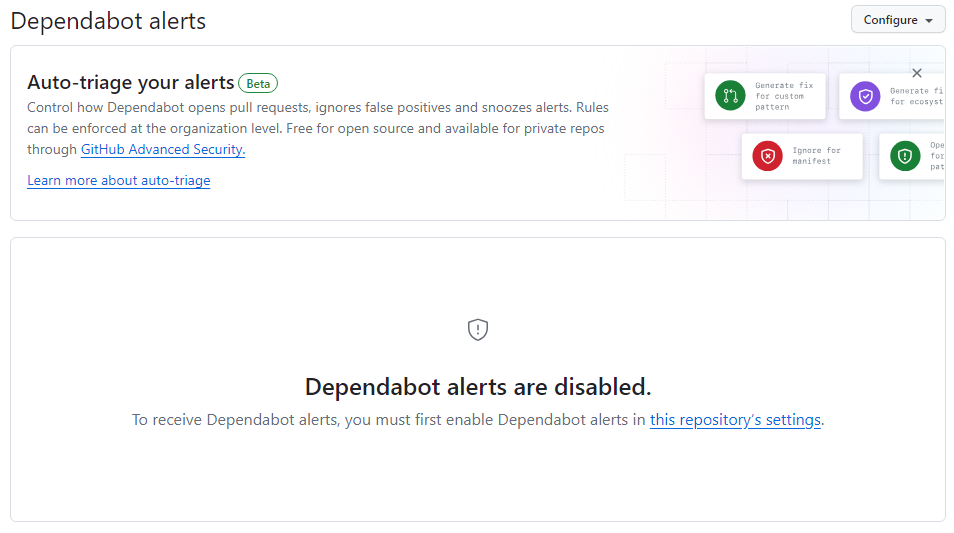 Dependabot alerts
Configure
Auto-triage your alerts Beta
Control how Dependabot opens pull requests, ignores false positives and snoozes alerts. Rules
can be enforced at the organization level. Free for open source and available for private repos
through GitHub Advanced Security.
Learn more about auto-triage
Generate fix
for custom
pattern
Generate fi
for ecosyst
Ignore for
manifest
Ope
for
pat
Dependabot alerts are disabled.
To receive Dependabot alerts, you must first enable Dependabot alerts in this repository's settings.